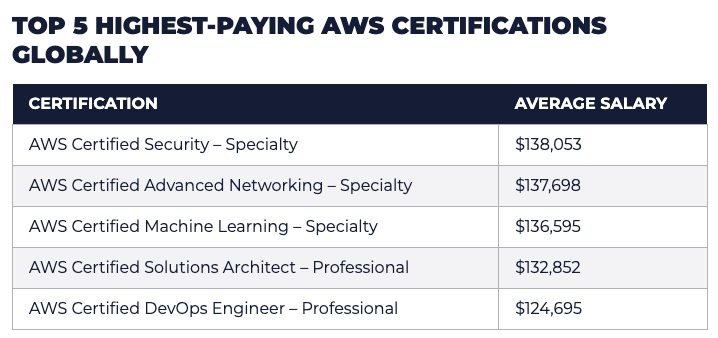 TOP 5 HIGHEST-PAYING AWS CERTIFICATIONS
GLOBALLY
CERTIFICATION AVERAGE SALARY
AWS Certified Security – Specialty $138,053
AWS Certified Advanced Networking – Specialty $137,698
AWS Certified Machine Learning – Specialty $136,595
AWS Certified Solutions Architect – Professional $132,852
AWS Certified DevOps Engineer – Professional $124,695